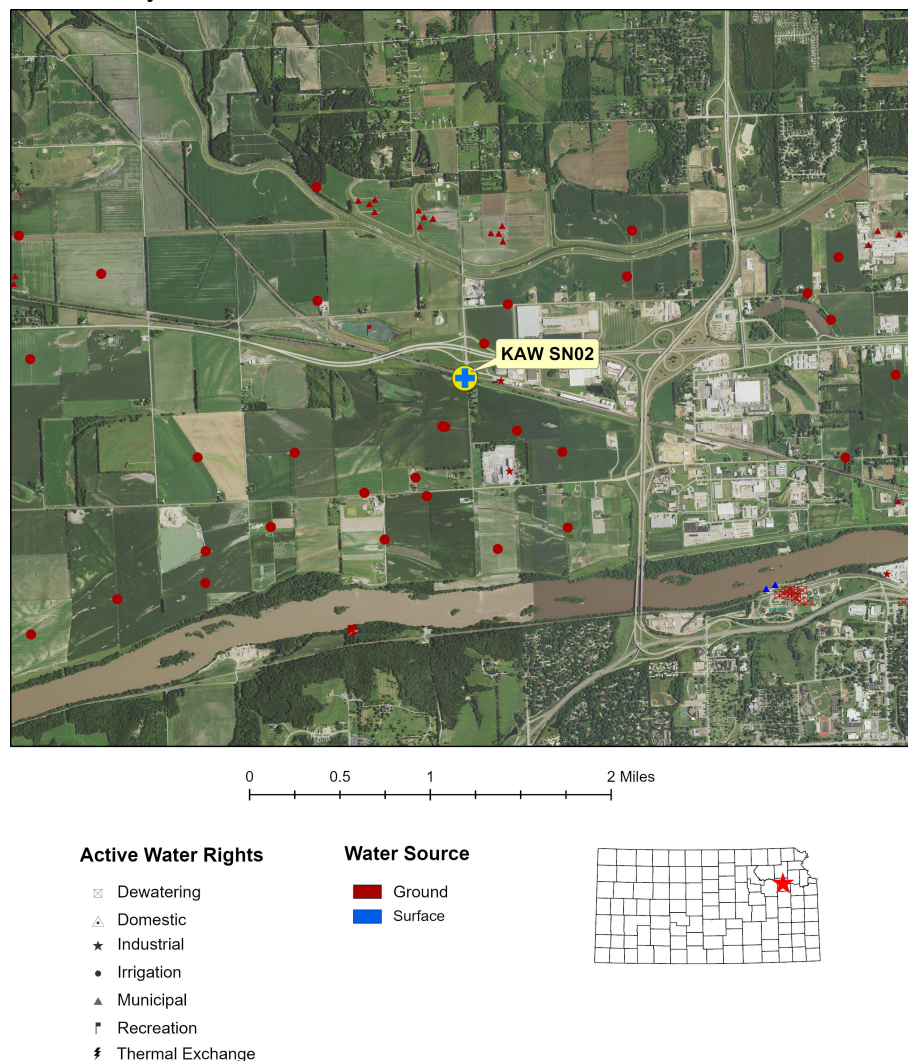 KAW SN02
0 0.5 1 2 Miles
Active Water Rights
Dewatering
Domestic
Industrial
Irrigation
Municipal
Recreation
Thermal Exchange
Water Source
Ground
Surface